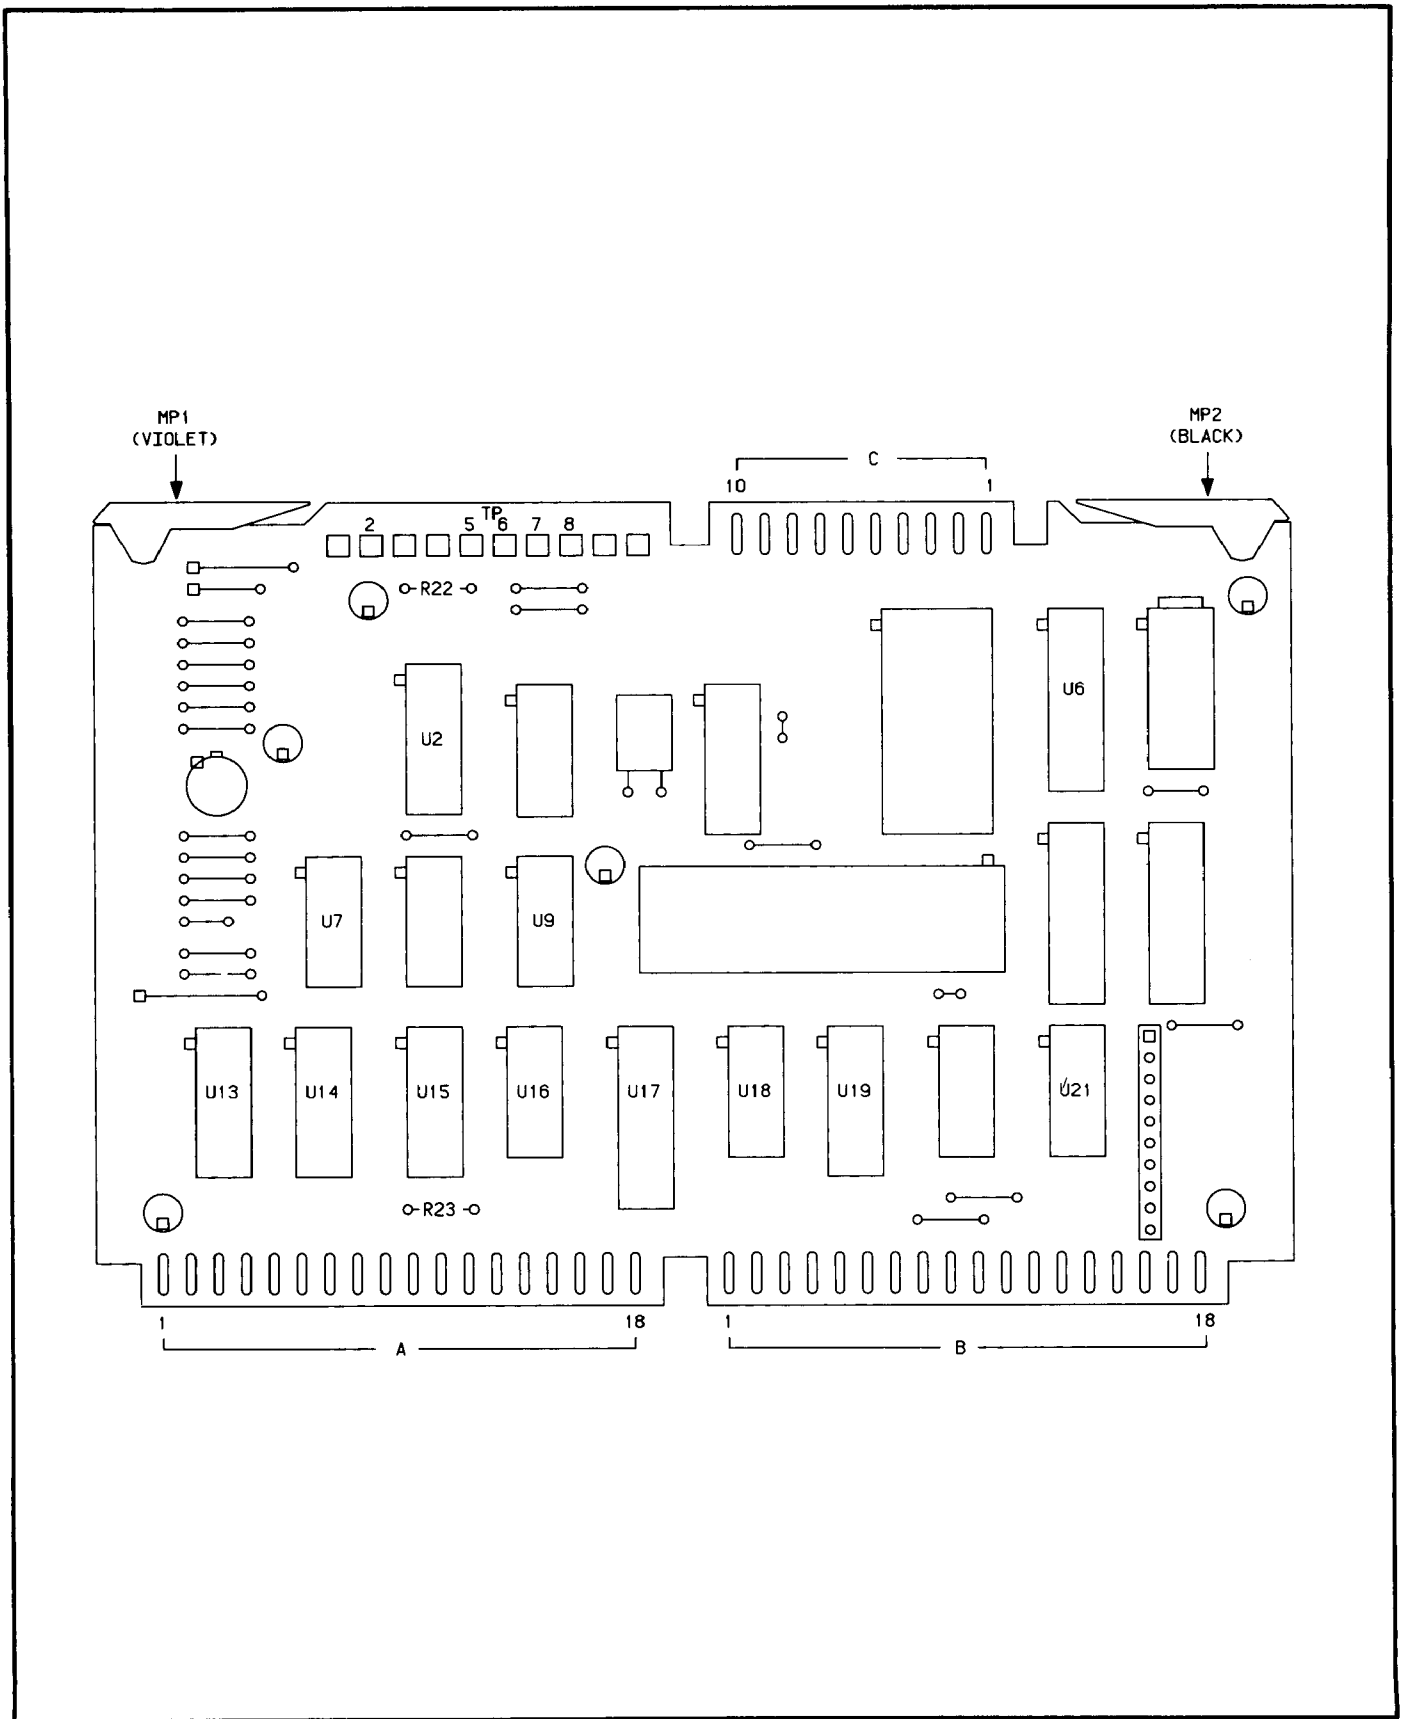 MP1
(VIOLET)
MP2
(BLACK)
C
10 1
TP
2 5 6 7 8
R22
U6
U2
U7
U9
U13 U14 U15 U16 U17 U18 U19 U21
R23
1 18 1 18
A B